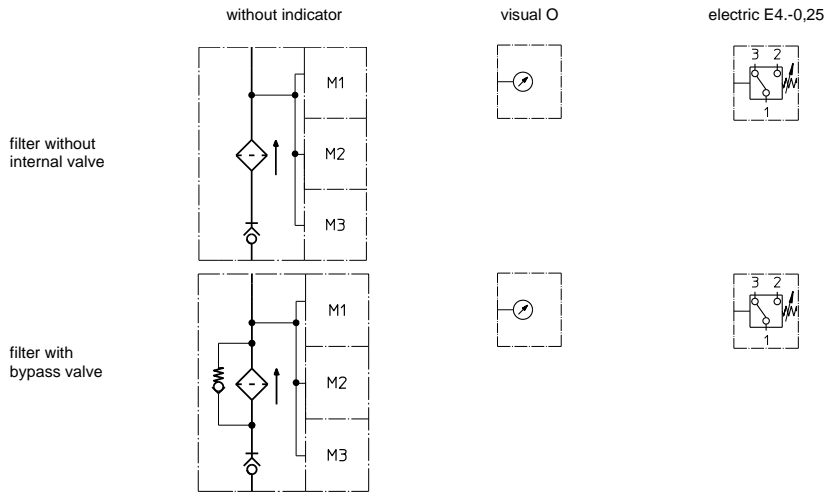 without indicator
visual O
electric E4.-0,25
filter without
internal valve
M1
M2
M3
3 2
1
filter with
bypass valve
M1
M2
M3
3 2
1